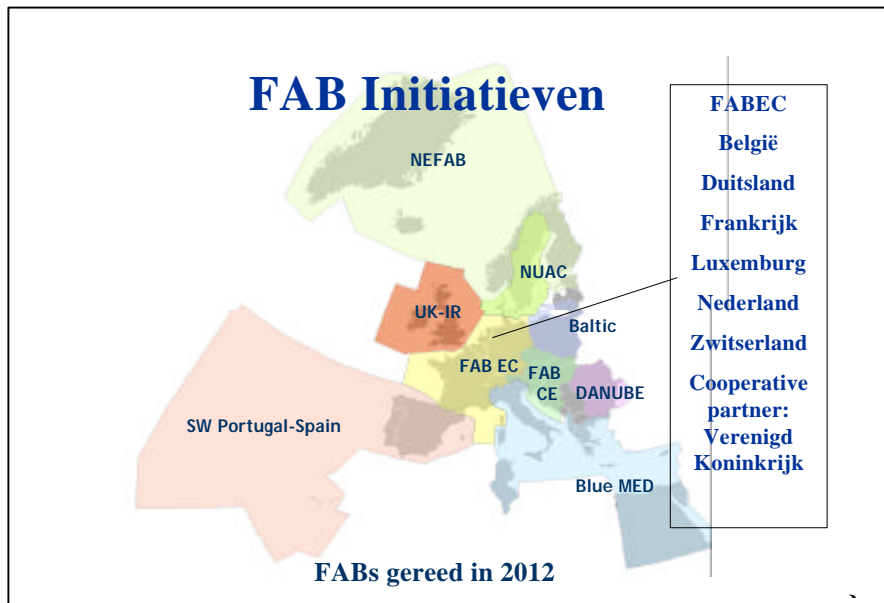 FAB Initiatieven
NEFAB
NUAC
UK-IR
Baltic
FAB EC
FAB
CE
DANUBE
SW Portugal-Spain
Blue MED
FABs gereed in 2012
FABEC
België
Duitsland
Frankrijk
Luxemburg
Nederland
Zwitserland
Cooperative
partner:
Verenigd
Koninkrijk